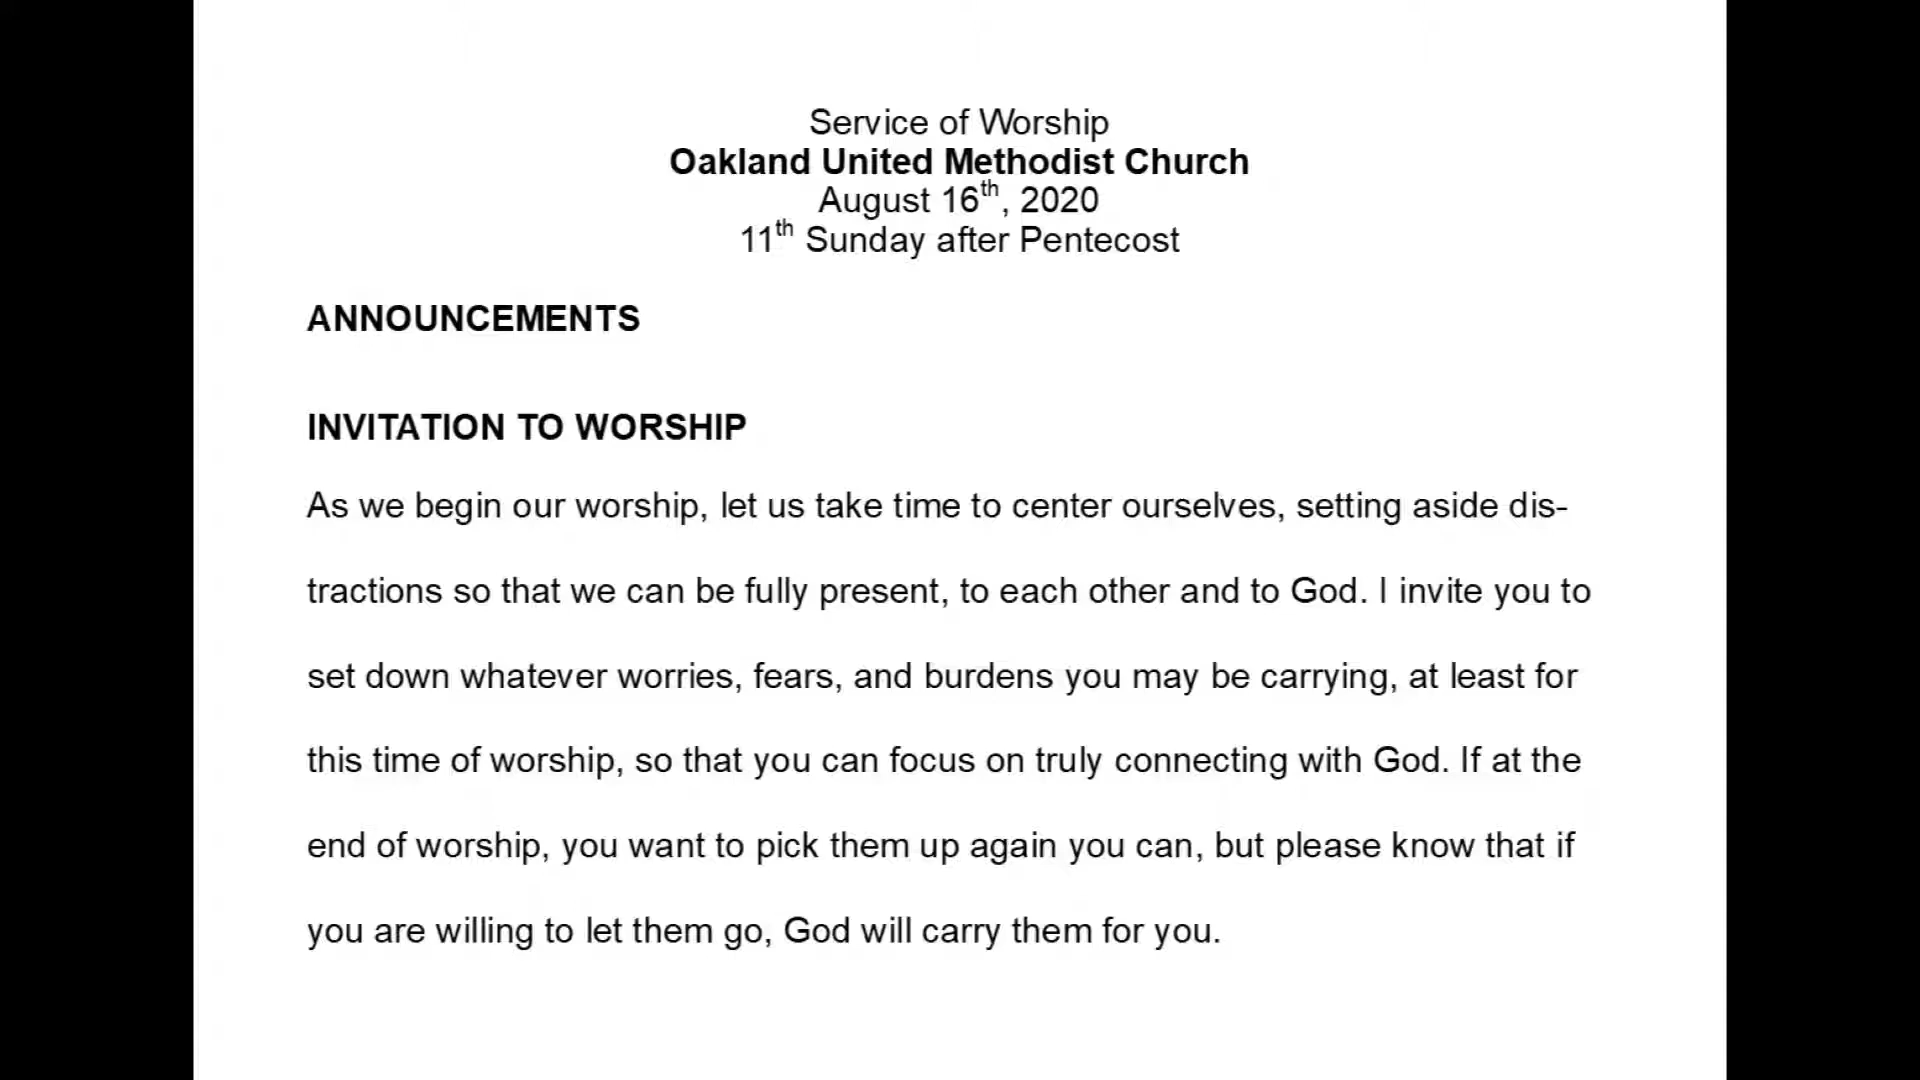 Service of Worship
Oakland United Methodist Church
August 16th, 2020
11th Sunday after Pentecost
ANNOUNCEMENTS
INVITATION TO WORSHIP
As we begin our worship, let us take time to center ourselves, setting aside dis-
tractions so that we can be fully present, to each other and to God. I invite you to
set down whatever worries, fears, and burdens you may be carrying, at least for
this time of worship, so that you can focus on truly connecting with God. If at the
end of worship, you want to pick them up again you can, but please know that if
you are willing to let them go, God will carry them for you.